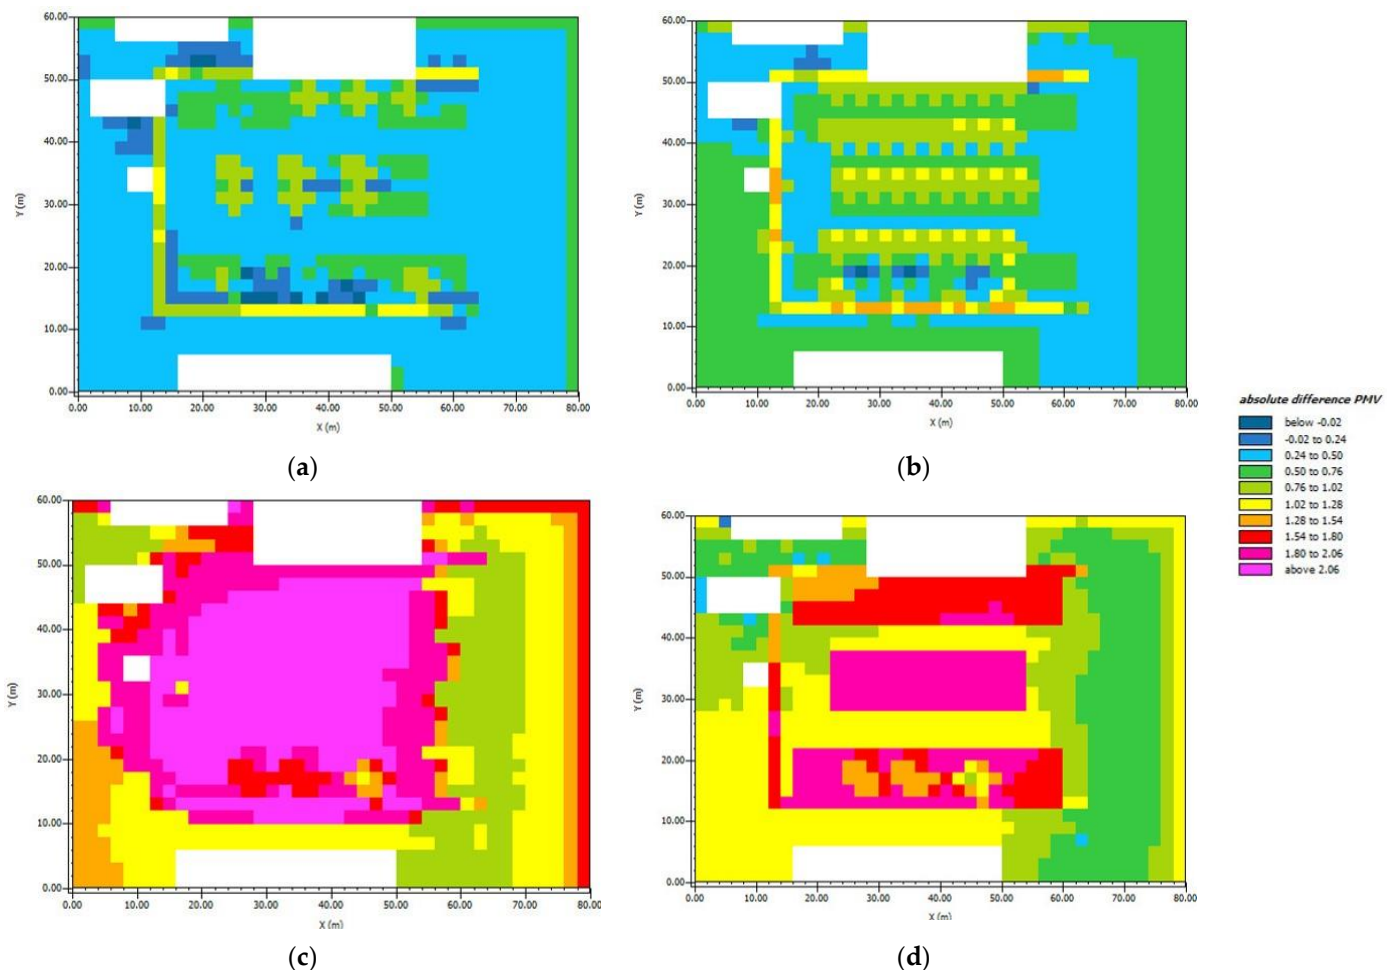 60.00
50.00
40.00
30.00
20.00
10.00
0.00
Y (m)
0.00 10.00 20.00 30.00 40.00 50.00 60.00 70.00 80.00
X (m)
(a)
60.00
50.00
40.00
30.00
20.00
10.00
0.00
Y (m)
0.00 10.00 20.00 30.00 40.00 50.00 60.00 70.00 80.00
X (m)
(b)
absolute difference PMV
below -0.02
-0.02 to 0.24
0.24 to 0.50
0.50 to 0.76
0.76 to 1.02
1.02 to 1.28
1.28 to 1.54
1.54 to 1.80
1.80 to 2.06
above 2.06
60.00
50.00
40.00
30.00
20.00
10.00
0.00
Y (m)
0.00 10.00 20.00 30.00 40.00 50.00 60.00 70.00 80.00
X (m)
(c)
60.00
50.00
40.00
30.00
20.00
10.00
0.00
Y (m)
0.00 10.00 20.00 30.00 40.00 50.00 60.00 70.00 80.00
X (m)
(d)